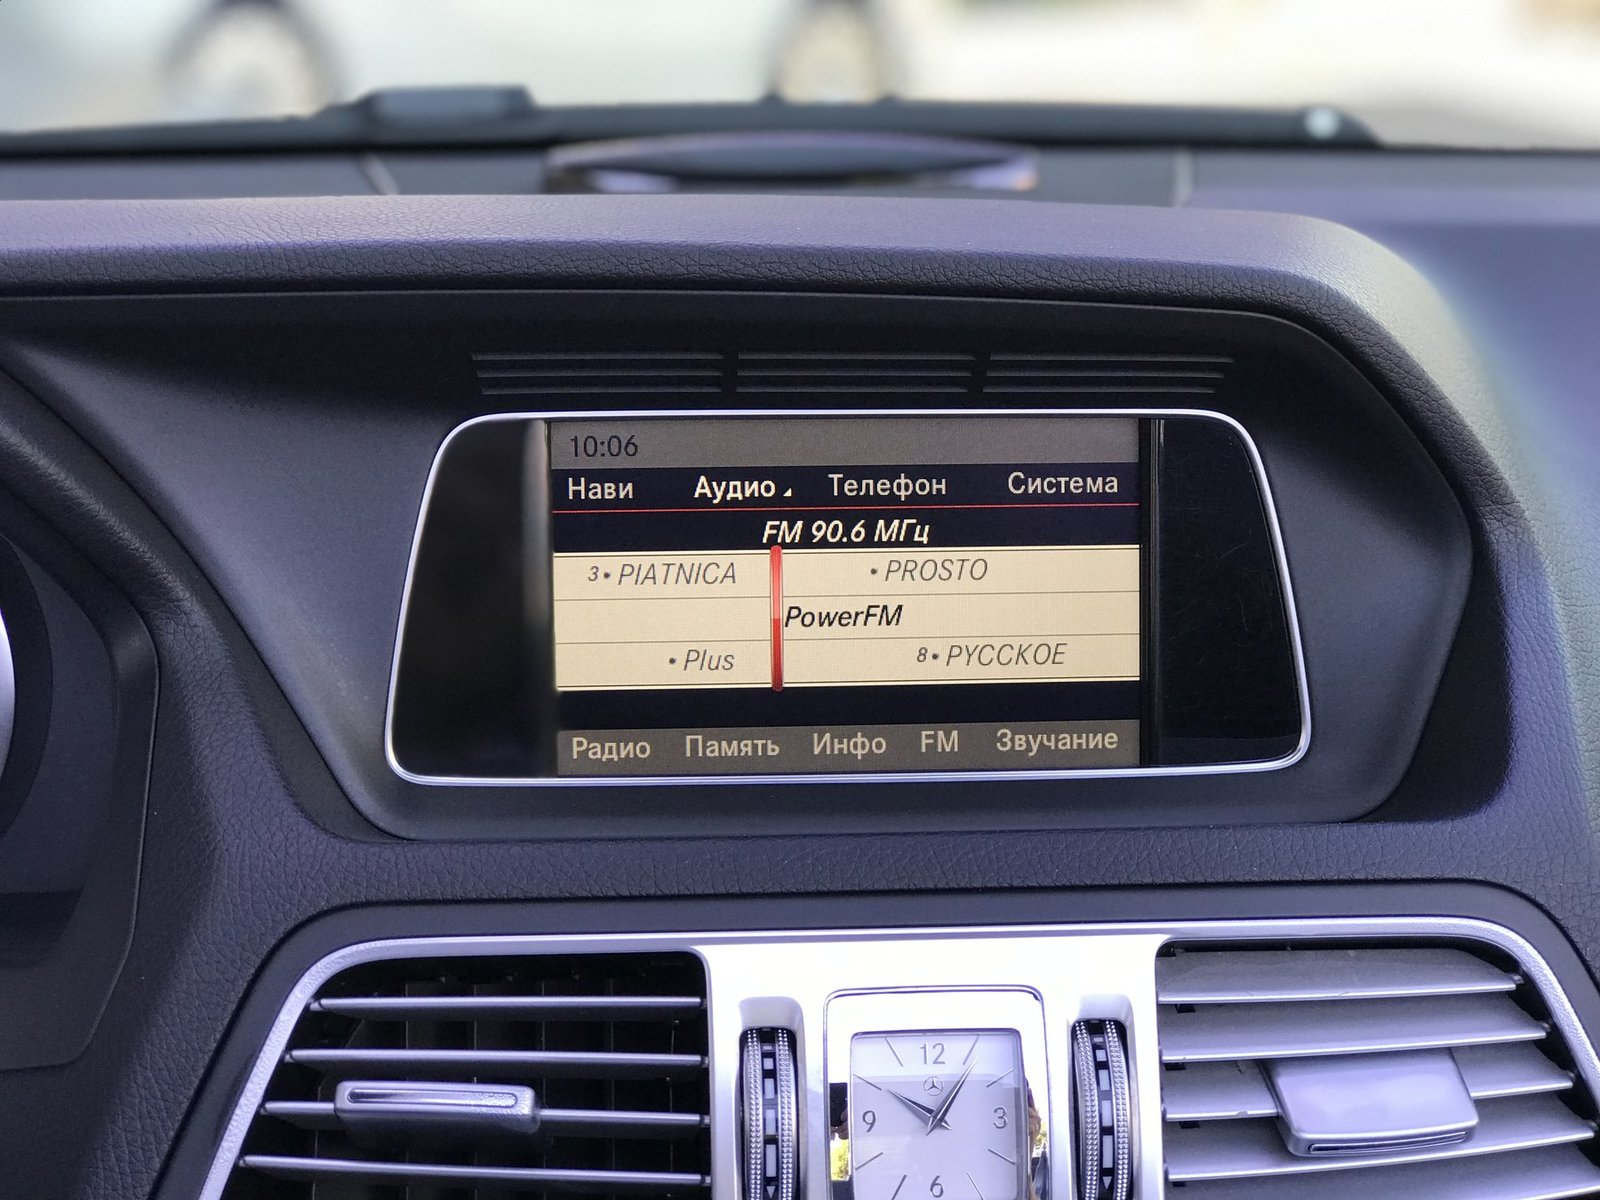 10:06
Нави Аудио Телефон Система
FM 90.6 МГц
3• PIATNICA • PROSTO
PowerFM
• Plus 8• РУССКОЕ
Радио Память Инфо FM Звучание
12
9 3
6